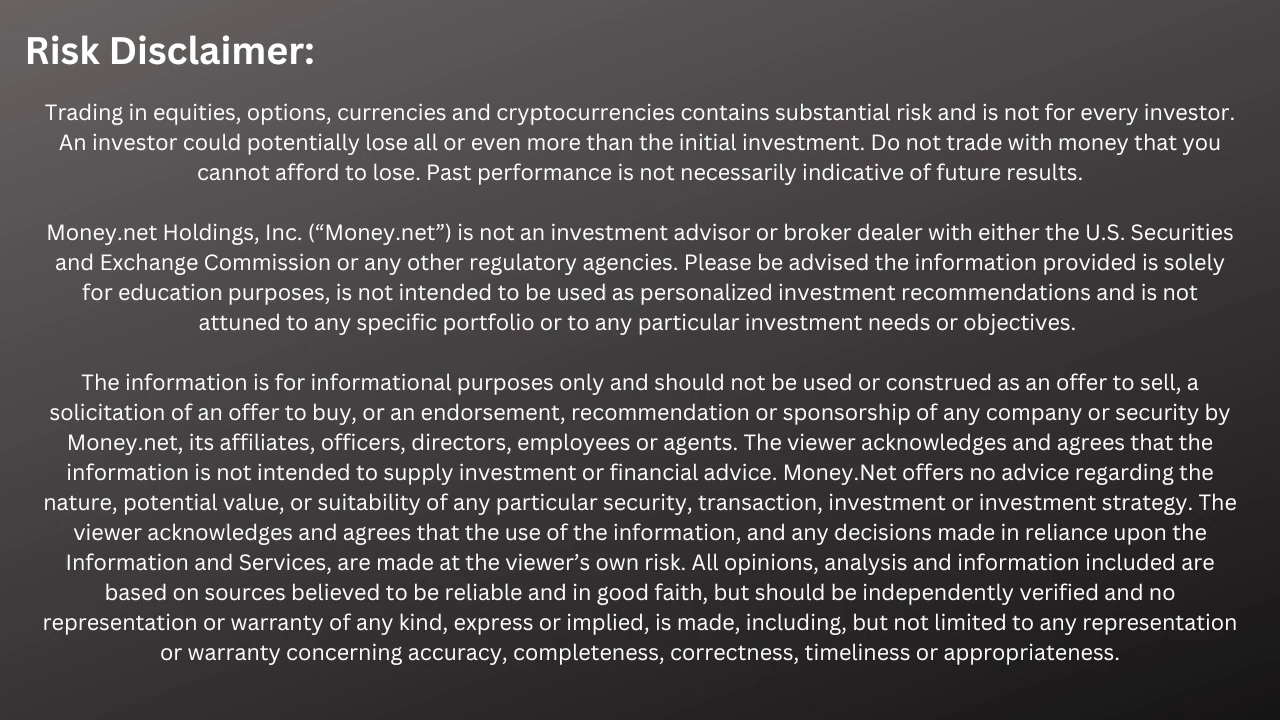 Risk Disclaimer:
Trading in equities, options, currencies and cryptocurrencies contains substantial risk and is not for every investor.
An investor could potentially lose all or even more than the initial investment. Do not trade with money that you
cannot afford to lose. Past performance is not necessarily indicative of future results.
Money.net Holdings, Inc. (“Money.net”) is not an investment advisor or broker dealer with either the U.S. Securities
and Exchange Commission or any other regulatory agencies. Please be advised the information provided is solely
for education purposes, is not intended to be used as personalized investment recommendations and is not
attuned to any specific portfolio or to any particular investment needs or objectives.
The information is for informational purposes only and should not be used or construed as an offer to sell, a
solicitation of an offer to buy, or an endorsement, recommendation or sponsorship of any company or security by
Money.net, its affiliates, officers, directors, employees or agents. The viewer acknowledges and agrees that the
information is not intended to supply investment or financial advice. Money.Net offers no advice regarding the
nature, potential value, or suitability of any particular security, transaction, investment or investment strategy. The
viewer acknowledges and agrees that the use of the information, and any decisions made in reliance upon the
Information and Services, are made at the viewer’s own risk. All opinions, analysis and information included are
based on sources believed to be reliable and in good faith, but should be independently verified and no
representation or warranty of any kind, express or implied, is made, including, but not limited to any representation
or warranty concerning accuracy, completeness, correctness, timeliness or appropriateness.